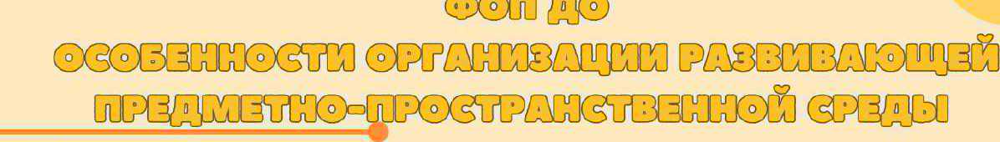 ФОП ДО
ОСОБЕННОСТИ ОРГАНИЗАЦИИ РАЗВИВАЮЩЕЙ
ПРЕДМЕТНО-ПРОСТРАНСТВЕННОЙ СРЕДЫ